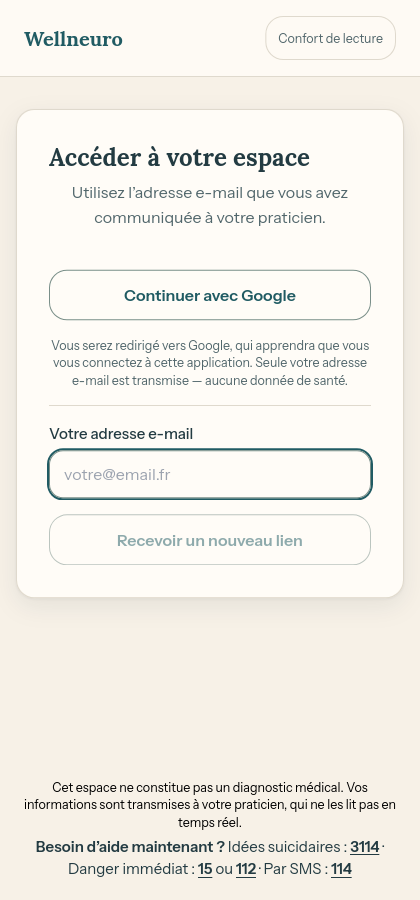 Wellneuro
Confort de lecture
Accéder à votre espace
Utilisez l’adresse e-mail que vous avez
communiquée à votre praticien.
Continuer avec Google
Vous serez redirigé vers Google, qui apprendra que vous
vous connectez à cette application. Seule votre adresse
e-mail est transmise — aucune donnée de santé.
Votre adresse e-mail
votre@email.fr
Recevoir un nouveau lien
Cet espace ne constitue pas un diagnostic médical. Vos
informations sont transmises à votre praticien, qui ne les lit pas en
temps réel.
Besoin d’aide maintenant ? Idées suicidaires : 3114 ·
Danger immédiat : 15 ou 112 · Par SMS : 114